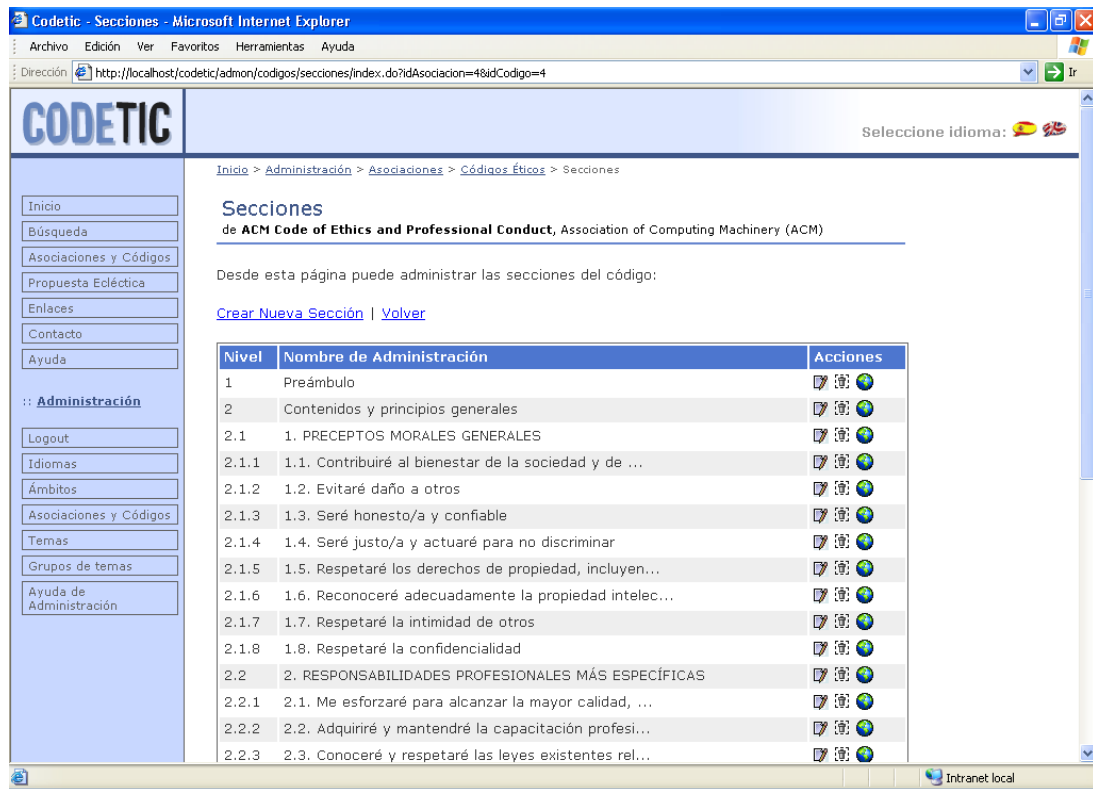 Codetic - Secciones - Microsoft Internet Explorer
Archivo Edición Ver Favoritos Herramientas Ayuda
Dirección http://localhost/codetic/admon/codigos/secciones/index.do?idAsociacion=4&idCodigo=4 Ir
CODETIC
Seleccione idioma:
Inicio > Administración > Asociaciones > Códigos Éticos > Secciones
Inicio
Búsqueda
Asociaciones y Códigos
Propuesta Ecléctica
Enlaces
Contacto
Ayuda
:: Administración
Logout
Idiomas
Ámbitos
Asociaciones y Códigos
Temas
Grupos de temas
Ayuda de
Administración
Secciones
de ACM Code of Ethics and Professional Conduct, Association of Computing Machinery (ACM)
Desde esta página puede administrar las secciones del código:
Crear Nueva Sección | Volver
Nivel Nombre de Administración Acciones
1 Preámbulo
2 Contenidos y principios generales
2.1 1. PRECEPTOS MORALES GENERALES
2.1.1 1.1. Contribuiré al bienestar de la sociedad y de ...
2.1.2 1.2. Evitaré daño a otros
2.1.3 1.3. Seré honesto/a y confiable
2.1.4 1.4. Seré justo/a y actuaré para no discriminar
2.1.5 1.5. Respetaré los derechos de propiedad, incluyen...
2.1.6 1.6. Reconoceré adecuadamente la propiedad intelec...
2.1.7 1.7. Respetaré la intimidad de otros
2.1.8 1.8. Respetaré la confidencialidad
2.2 2. RESPONSABILIDADES PROFESIONALES MÁS ESPECÍFICAS
2.2.1 2.1. Me esforzaré para alcanzar la mayor calidad, ...
2.2.2 2.2. Adquiriré y mantendré la capacitación profesi...
2.2.3 2.3. Conoceré y respetaré las leyes existentes rel...
Intranet local